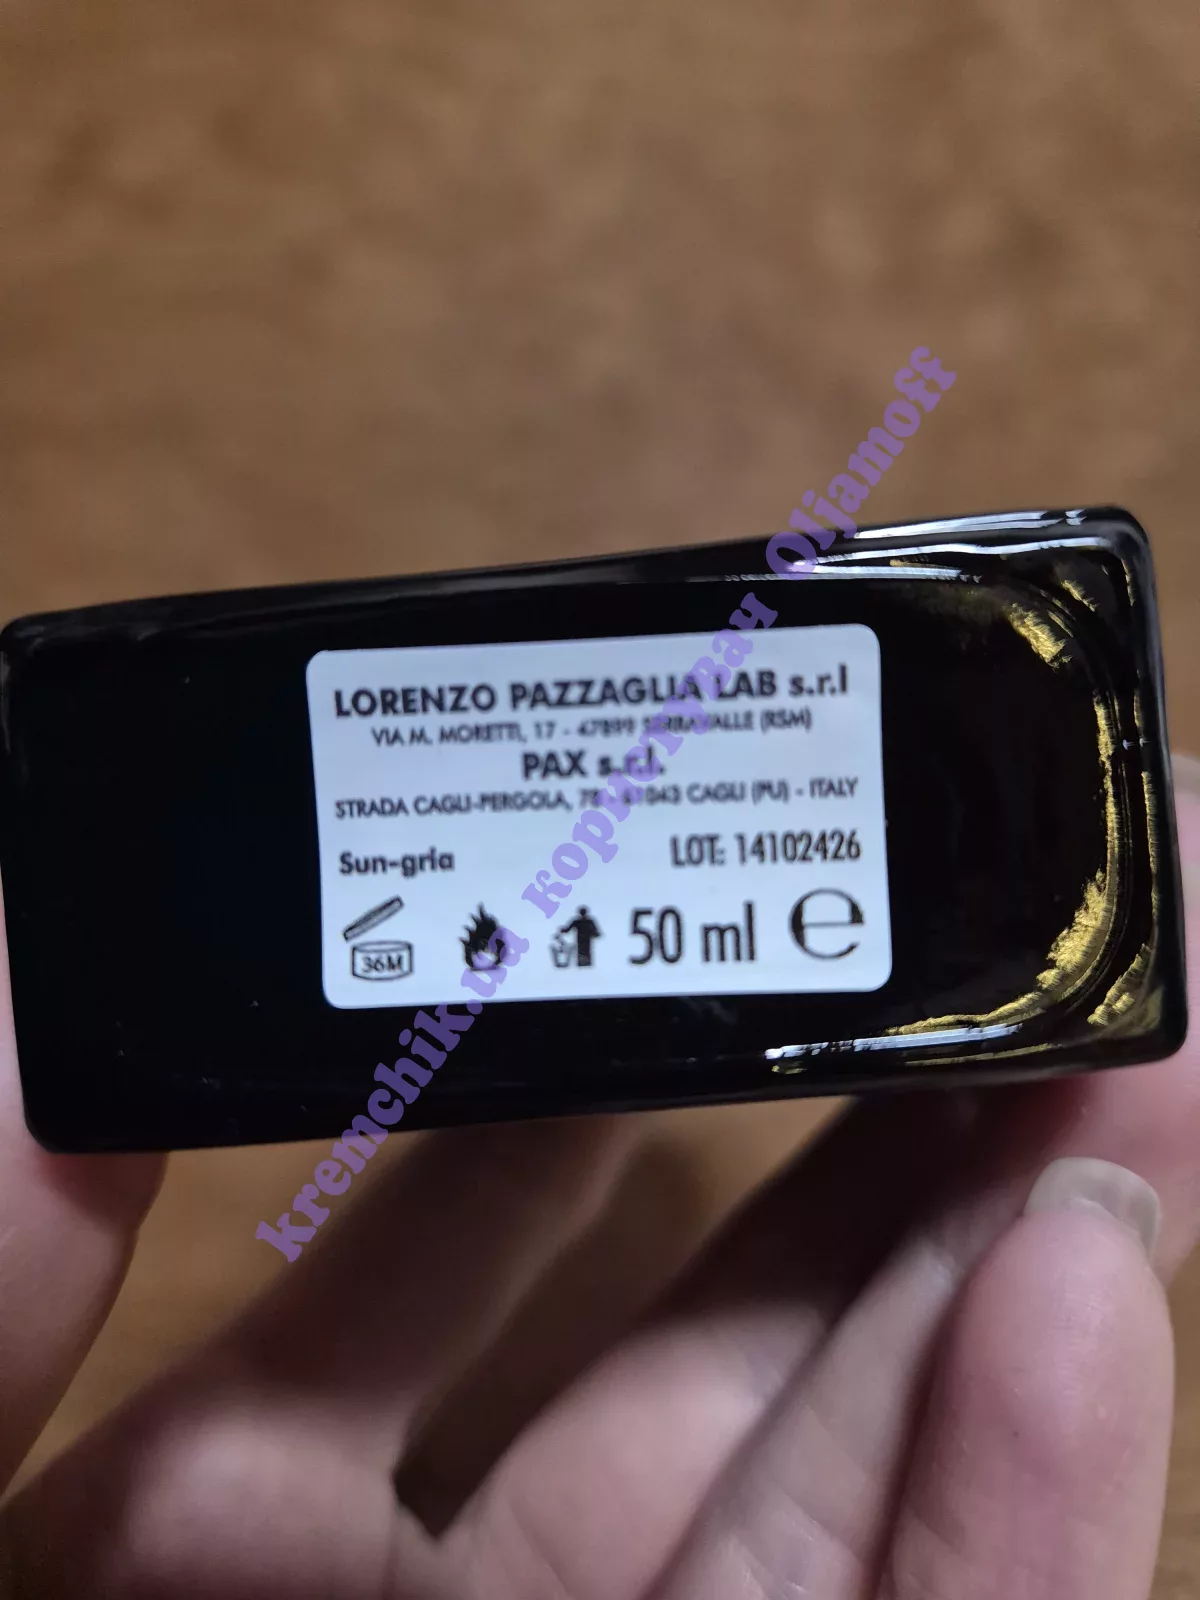 LORENZO PAZZAGLIA LAB s.r.l
VIA M. MORETTI, 17 - 47899 SERRAVALLE (RSM)
PAX s.r.l.
STRADA CAGLI-PERGOLA, 61043 CAGLI (PU) - ITALY
Sun-gria
LOT: 14102426
36M
50 ml e
kremchik.ua користувач Oljamoff